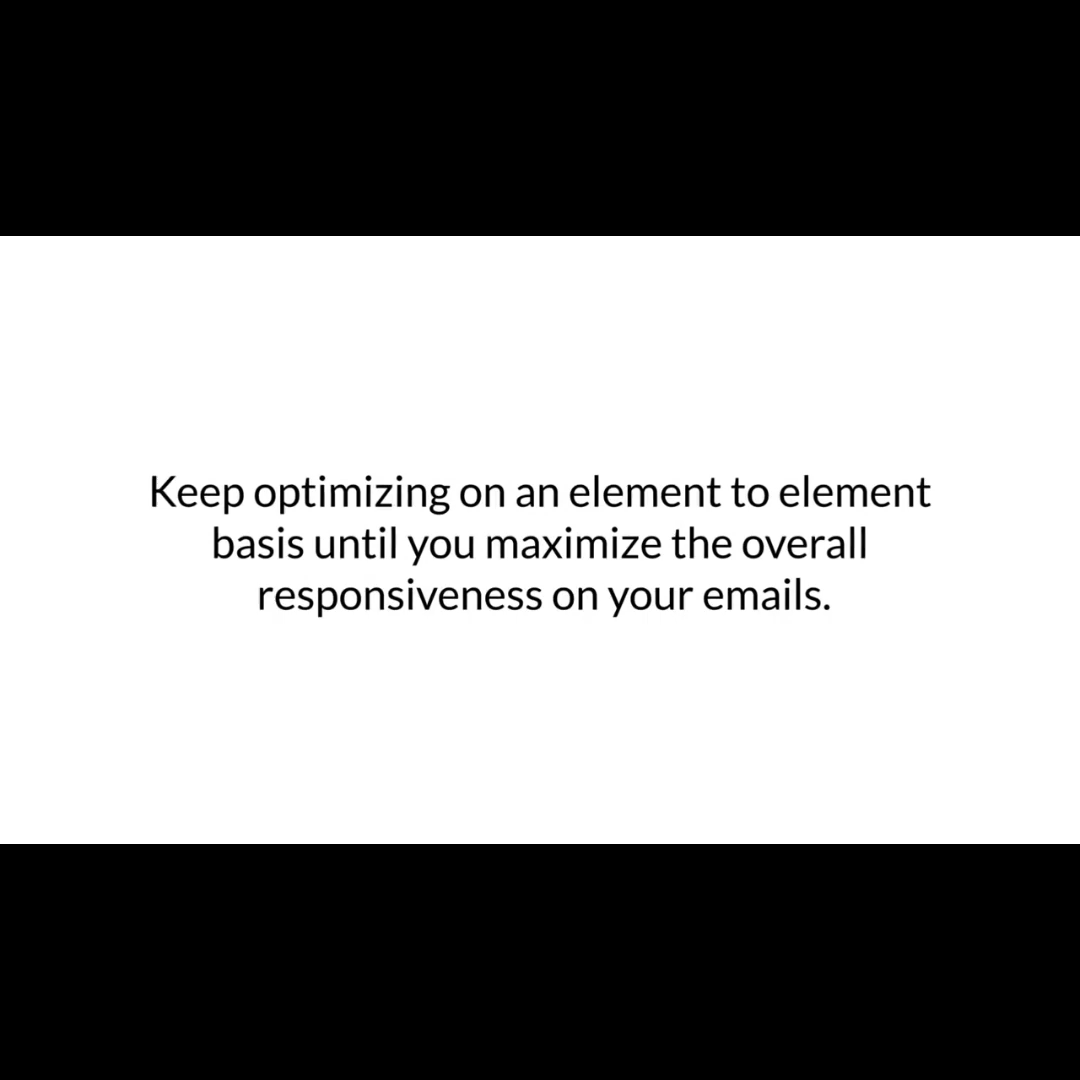 Keep optimizing on an element to element
basis until you maximize the overall
responsiveness on your emails.